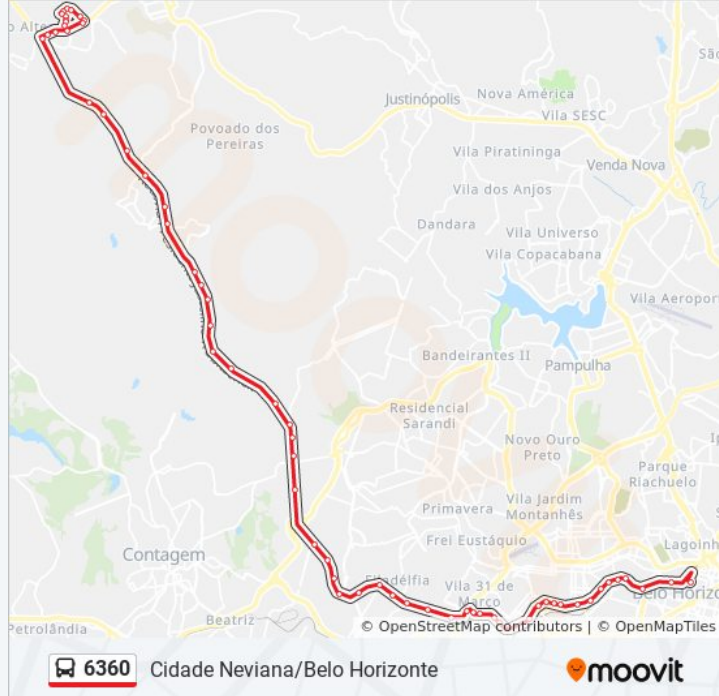 o Alte
Justinópolis
Nova América
Vila SESC
Povoado dos
Pereiras
Vila Piratininga
Venda Nova
Vila dos Anjos
Dandara
Vila Universo
Vila Copacabana
Vila Aeropor
Bandeirantes II
Pampulha
Residencial
Sarandi
Novo Ouro
Preto
Parque
Riachuelo
Vila Jardim
Montanhês
Primavera
Frei Eustáquio
Lagoinh
Contagem
Vila 31 de
Março
Belo Horizo
Beatriz
Petrolândia
© OpenStreetMap contributors | © OpenMapTiles
6360 Cidade Neviana/Belo Horizonte
moovit